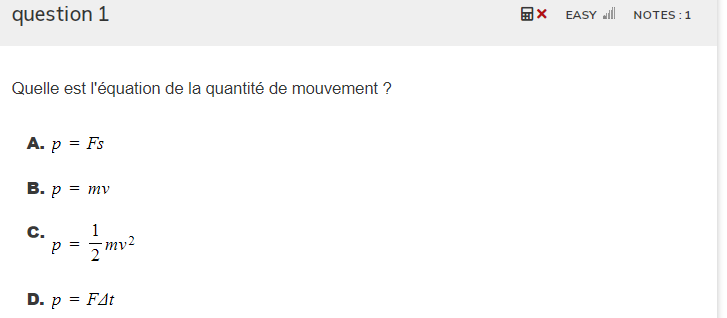 question 1 EASY NOTES : 1
Quelle est l'équation de la quantité de mouvement ?
A. p = Fs
B. p = mv
C. p = 1/2 mv²
D. p = FΔt